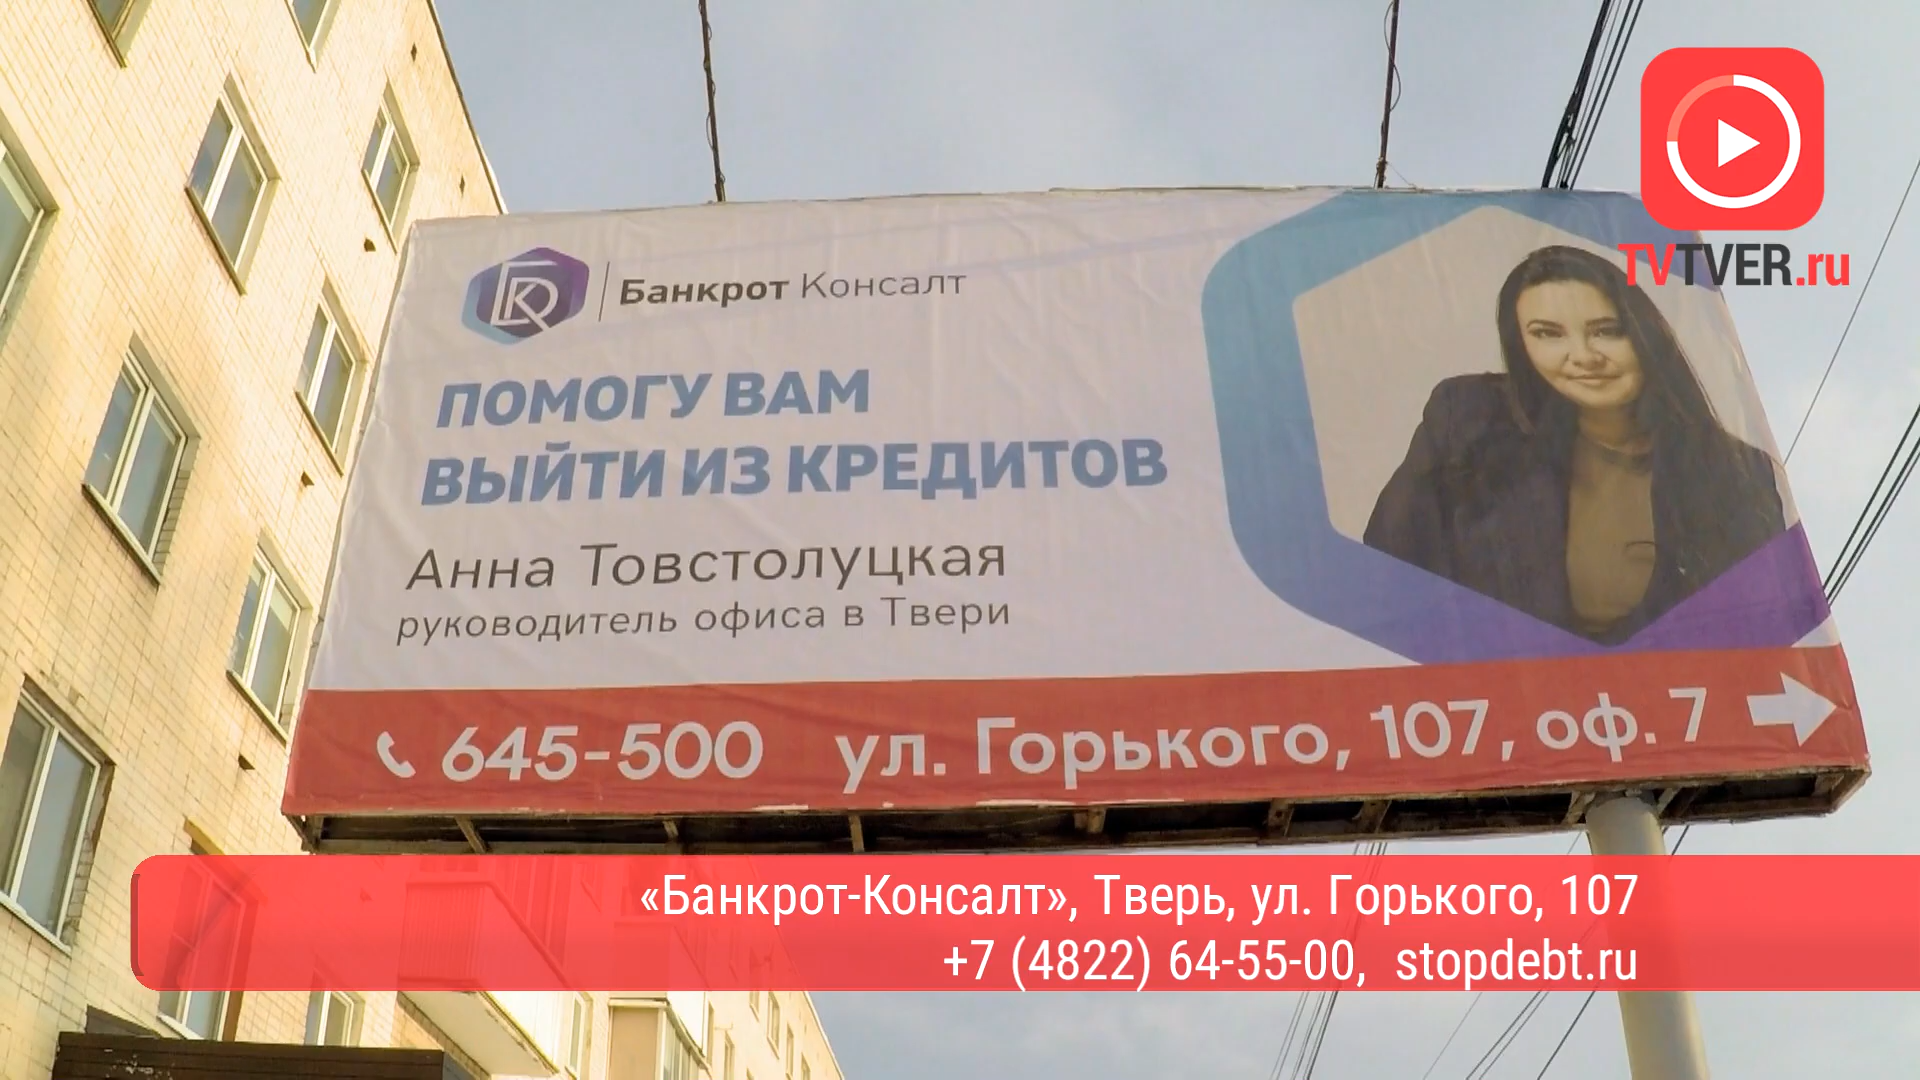 Банкрот Консалт
ПОМОГУ ВАМ
ВЫЙТИ ИЗ КРЕДИТОВ
Анна Товстолуцкая
руководитель офиса в Твери
645-500 ул. Горького, 107, оф. 7
TVTVER.ru
«Банкрот-Консалт», Тверь, ул. Горького, 107
+7 (4822) 64-55-00, stopdebt.ru